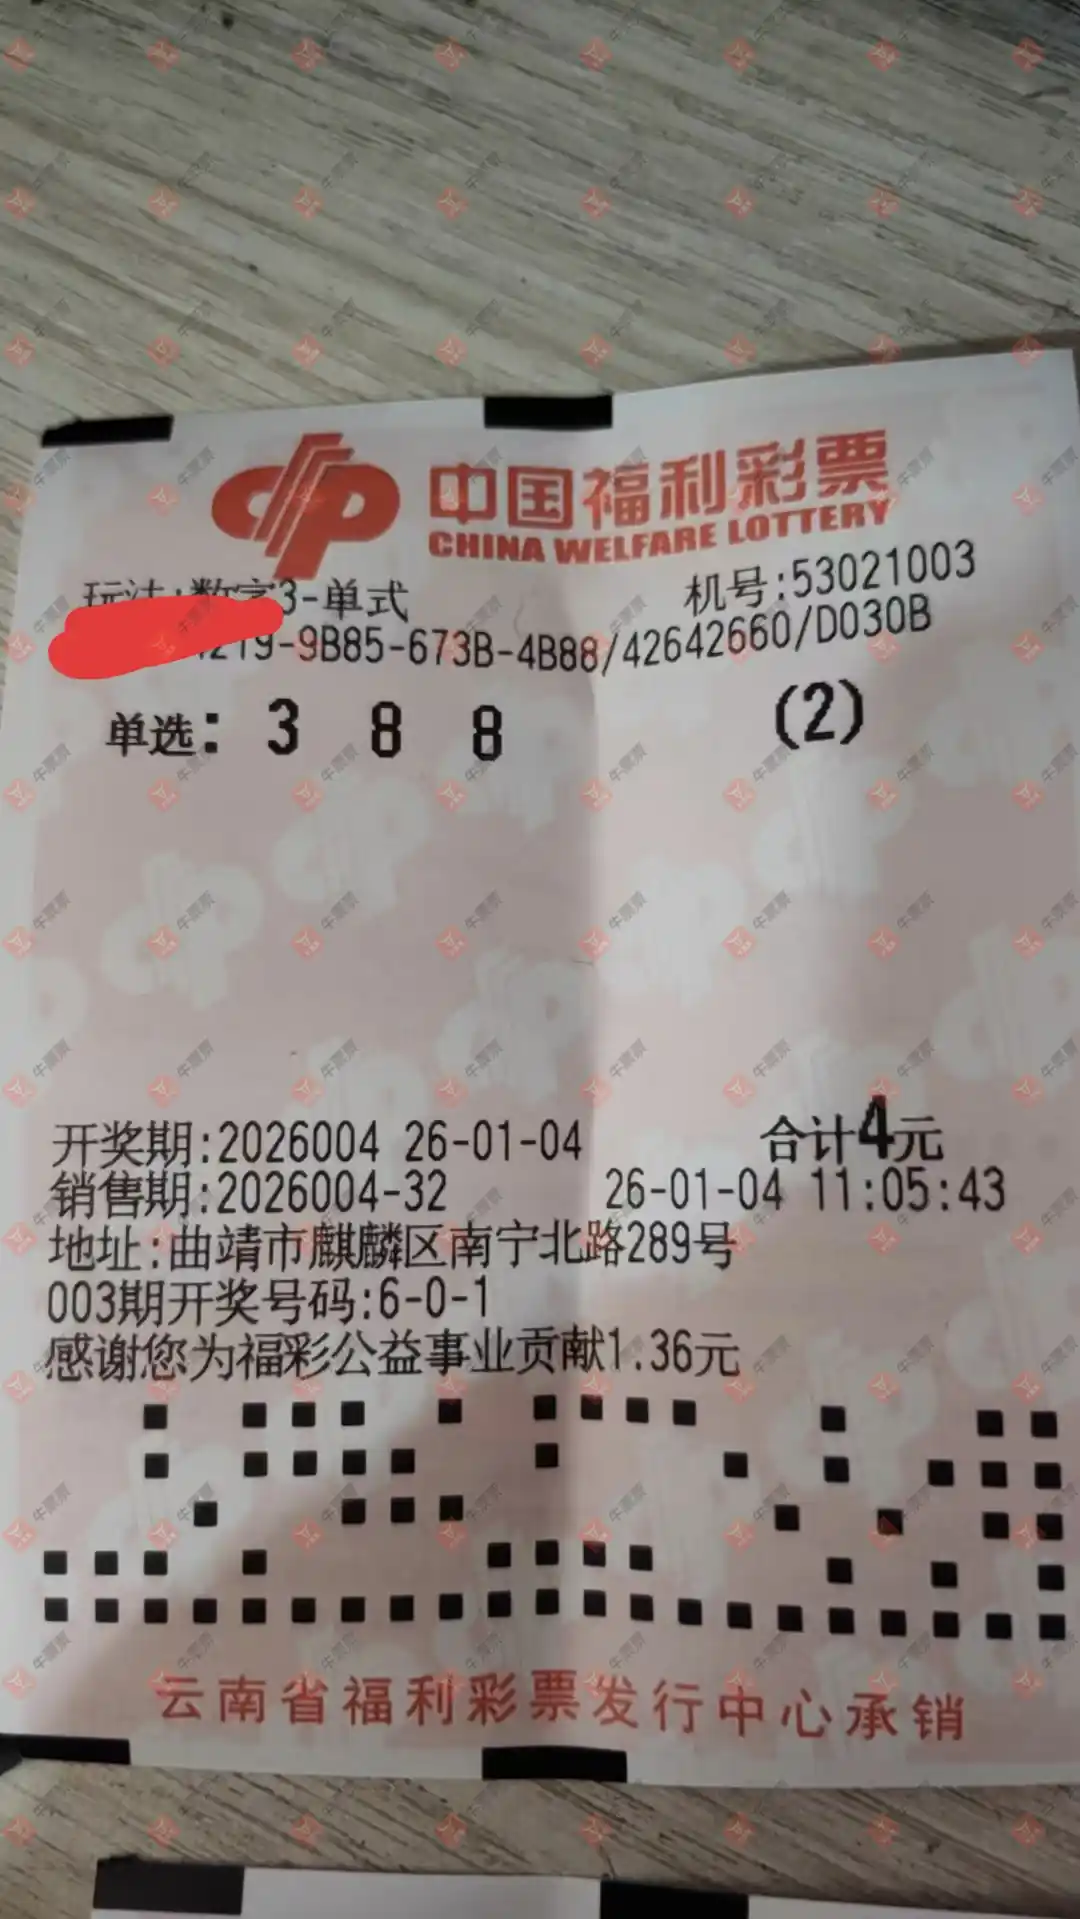 中国福利彩票
CHINA WELFARE LOTTERY
玩法:数字3-单式 机号:53021003
4219-9B85-673B-4B88/42642660/D030B
单选: 3 8 8 (2)
开奖期:2026004 26-01-04 合计4元
销售期:2026004-32 26-01-04 11:05:43
地址:曲靖市麒麟区南宁北路289号
003期开奖号码:6-0-1
感谢您为福彩公益事业贡献1.36元
云南省福利彩票发行中心承销
牛票票